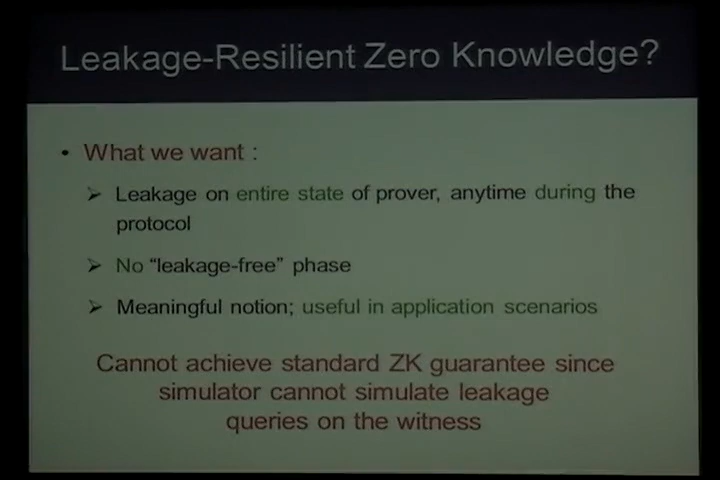 Leakage-Resilient Zero Knowledge?
• What we want :
➢ Leakage on entire state of prover, anytime during the
protocol
➢ No “leakage-free” phase
➢ Meaningful notion; useful in application scenarios
Cannot achieve standard ZK guarantee since
simulator cannot simulate leakage
queries on the witness